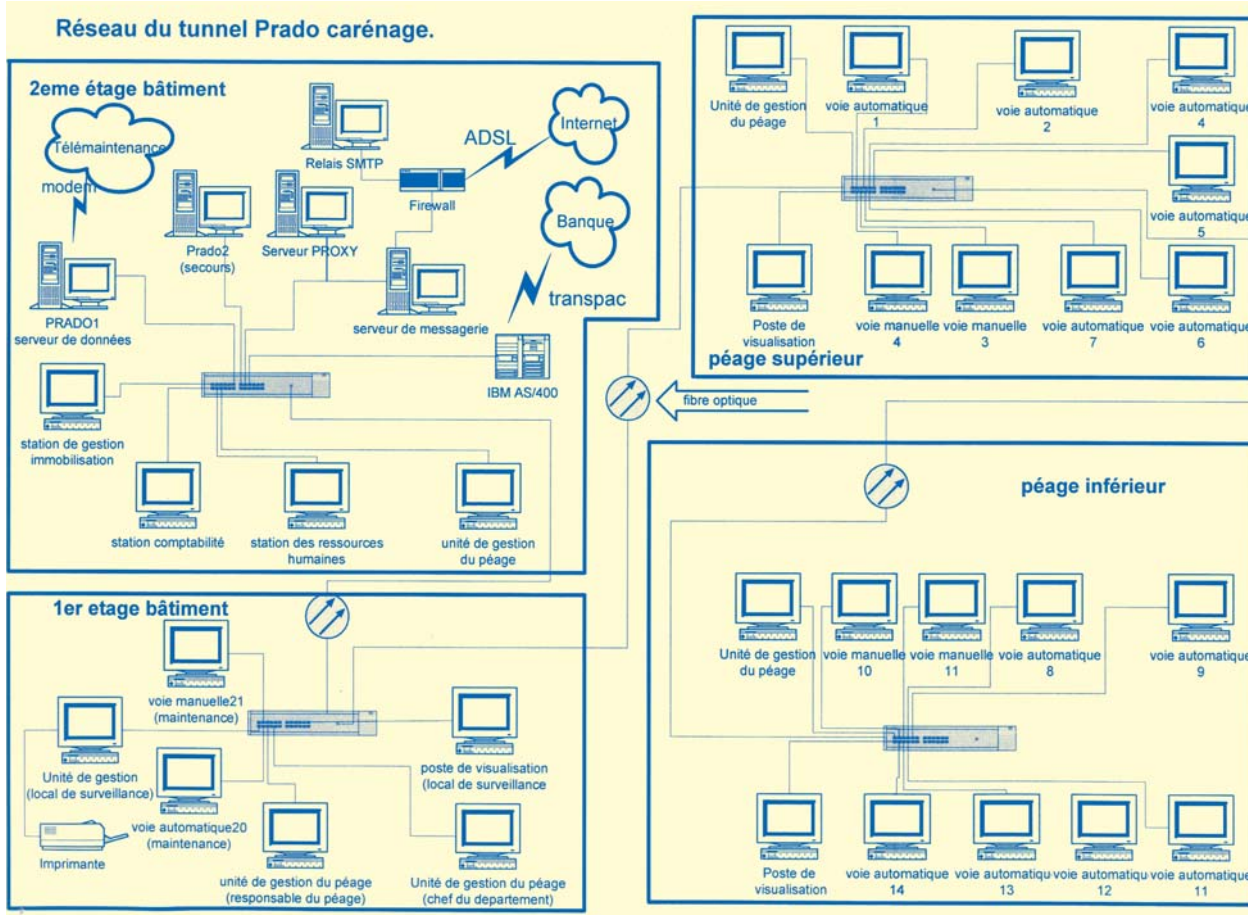 Réseau du tunnel Prado carénage.
2eme étage bâtiment
Télémaintenance
modem
Relais SMTP
ADSL
Internet
Firewall
Banque
transpac
Prado2
(secours)
Serveur PROXY
PRADO1
serveur de données
serveur de messagerie
IBM AS/400
station de gestion
immobilisation
station comptabilité
station des ressources
humaines
unité de gestion
du péage
1er etage bâtiment
voie manuelle21
(maintenance)
Unité de gestion
(local de surveillance)
voie automatique20
(maintenance)
Imprimante
poste de visualisation
(local de surveillance
unité de gestion du péage
(responsable du péage)
Unité de gestion du péage
(chef du departement)
fibre optique
Unité de gestion
du péage
voie automatique
1
voie automatique
2
voie automatique
4
voie automatique
5
Poste de
visualisation
voie manuelle
4
voie manuelle
3
voie automatique
7
voie automatique
6
péage supérieur
péage inférieur
Unité de gestion
du péage
voie manuelle
10
voie manuelle
11
voie automatique
8
voie automatique
9
Poste de
visualisation
voie automatique
14
voie automatiqu
13
voie automatiqu
12
voie automatique
11